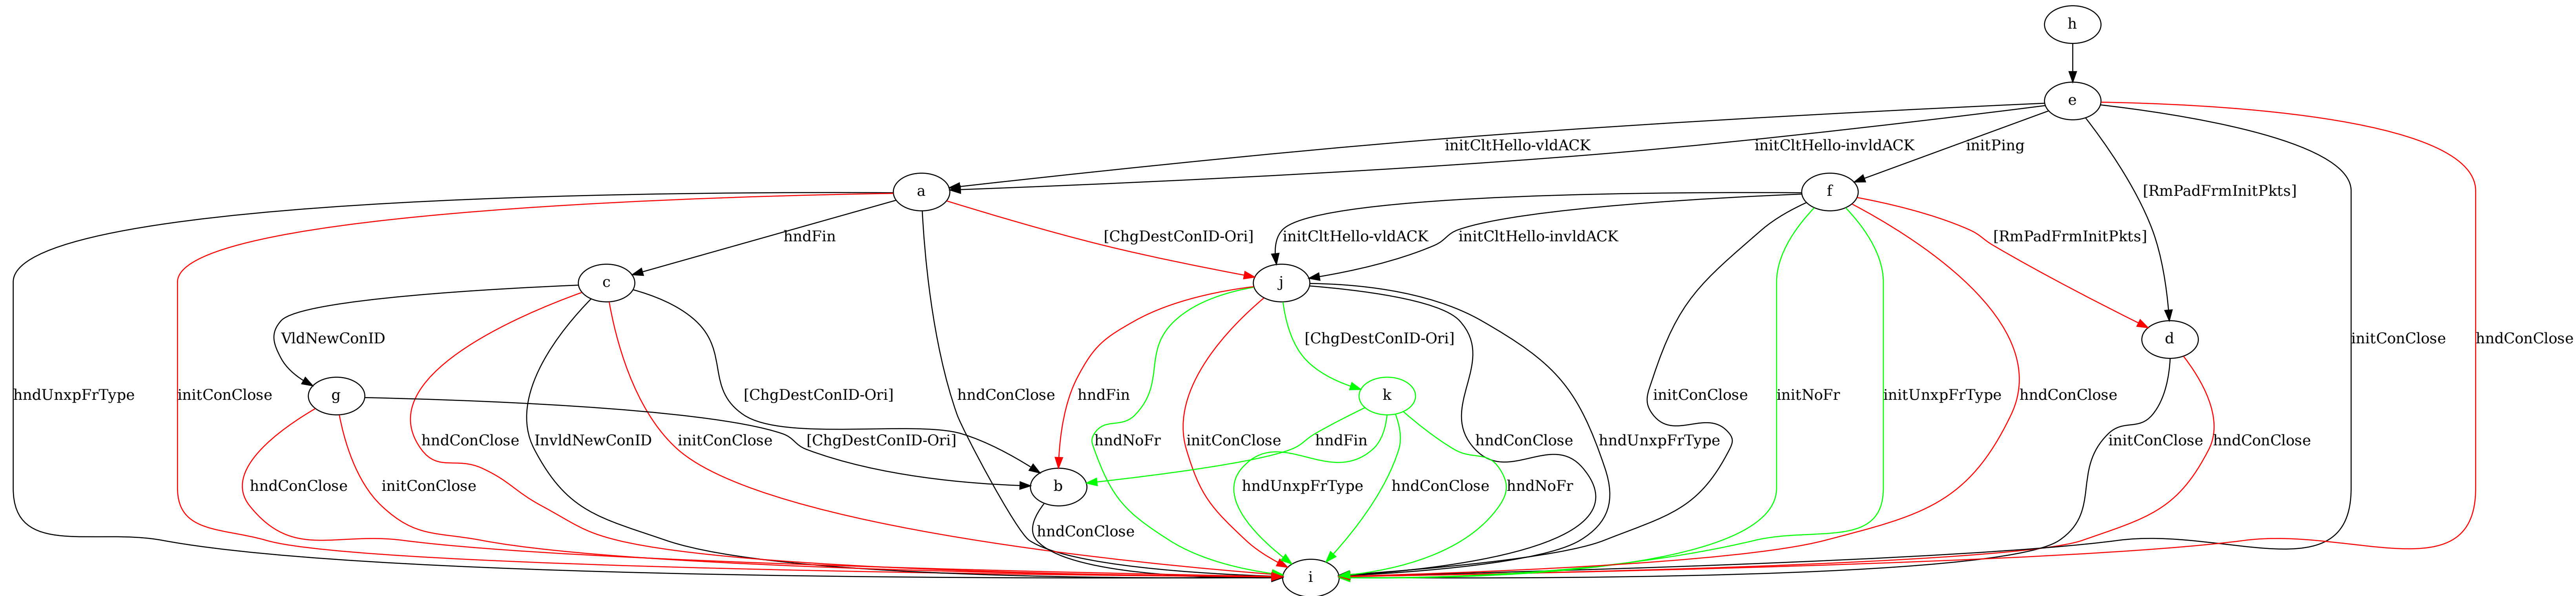 h
e
initCltHello-vldACK
initCltHello-invldACK
initPing
a
f
[RmPadFrmInitPkts]
hndFin
[ChgDestConID-Ori]
initCltHello-vldACK
initCltHello-invldACK
[RmPadFrmInitPkts]
c
j
VldNewConID
[ChgDestConID-Ori]
d
initConClose
hndConClose
hndUnxpFrType
initConClose
g
[ChgDestConID-Ori]
hndConClose
hndFin
k
initConClose
initNoFr
initUnxpFrType
hndConClose
hndConClose
InvldNewConID
initConClose
[ChgDestConID-Ori]
hndNoFr
initConClose
hndFin
hndConClose
hndUnxpFrType
initConClose
hndConClose
hndConClose
initConClose
b
hndUnxpFrType
hndConClose
hndNoFr
hndConClose
i